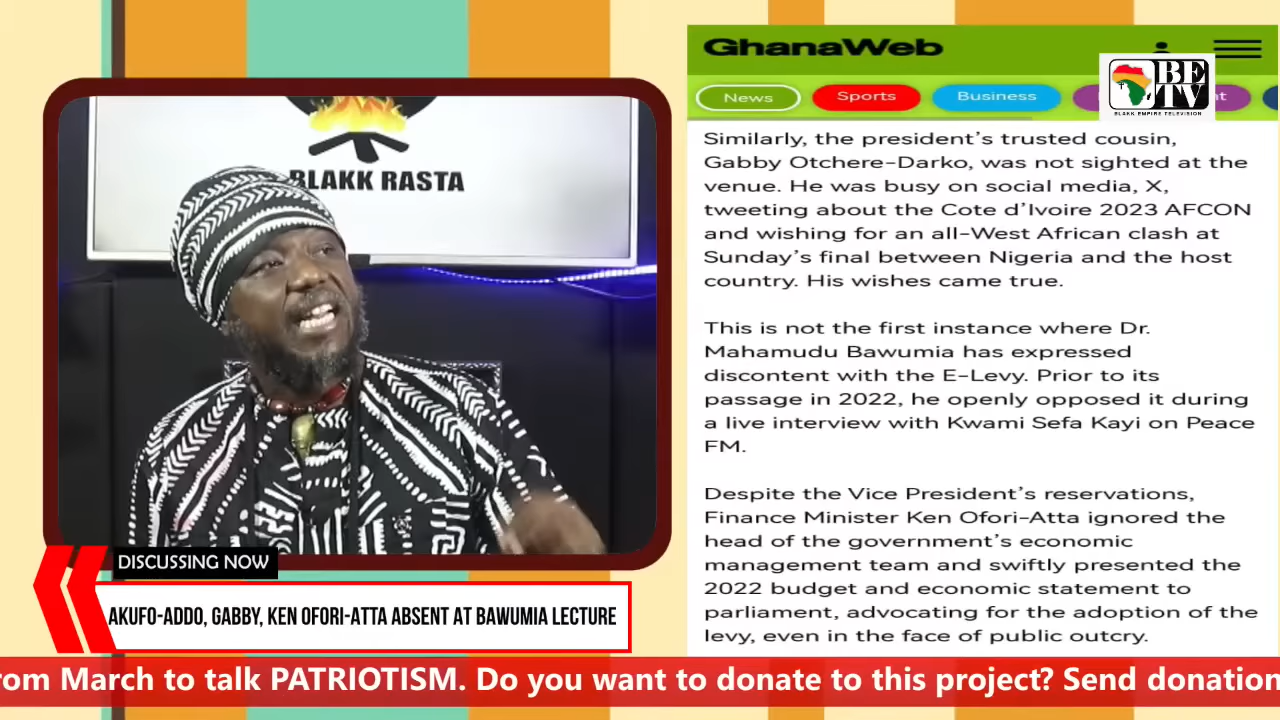 BLAKK RASTA
DISCUSSING NOW
AKUFO-ADDO, GABBY, KEN OFORI-ATTA ABSENT AT BAWUMIA LECTURE
GhanaWeb
News
Sports
Business
nt
BE
TV
BLAKK EMPIRE TELEVISION
Similarly, the president's trusted cousin,
Gabby Otchere-Darko, was not sighted at the
venue. He was busy on social media, X,
tweeting about the Cote d'Ivoire 2023 AFCON
and wishing for an all-West African clash at
Sunday's final between Nigeria and the host
country. His wishes came true.
This is not the first instance where Dr.
Mahamudu Bawumia has expressed
discontent with the E-Levy. Prior to its
passage in 2022, he openly opposed it during
a live interview with Kwami Sefa Kayi on Peace
FM.
Despite the Vice President's reservations,
Finance Minister Ken Ofori-Atta ignored the
head of the government's economic
management team and swiftly presented the
2022 budget and economic statement to
parliament, advocating for the adoption of the
levy, even in the face of public outcry.
rom March to talk PATRIOTISM. Do you want to donate to this project? Send donation